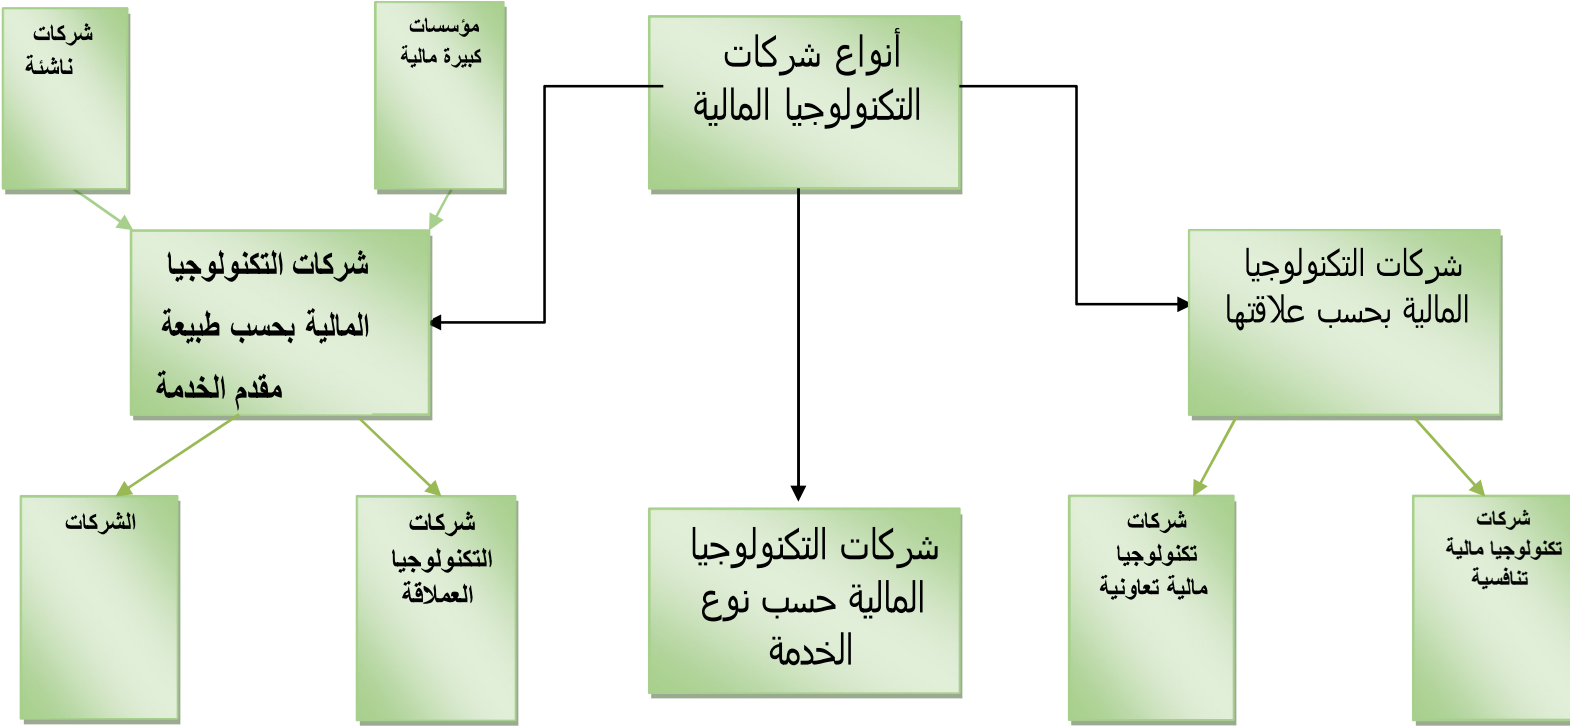 أنواع شركات
التكنولوجيا المالية
مؤسسات
كبيرة مالية
شركات
ناشئة
شركات التكنولوجيا
المالية بحسب علاقتها
شركات التكنولوجيا
المالية بحسب طبيعة
مقدم الخدمة
شركات
تكنولوجيا مالية
تنافسية
شركات
تكنولوجيا
مالية تعاونية
شركات التكنولوجيا
المالية حسب نوع
الخدمة
شركات
التكنولوجيا
العملاقة
الشركات